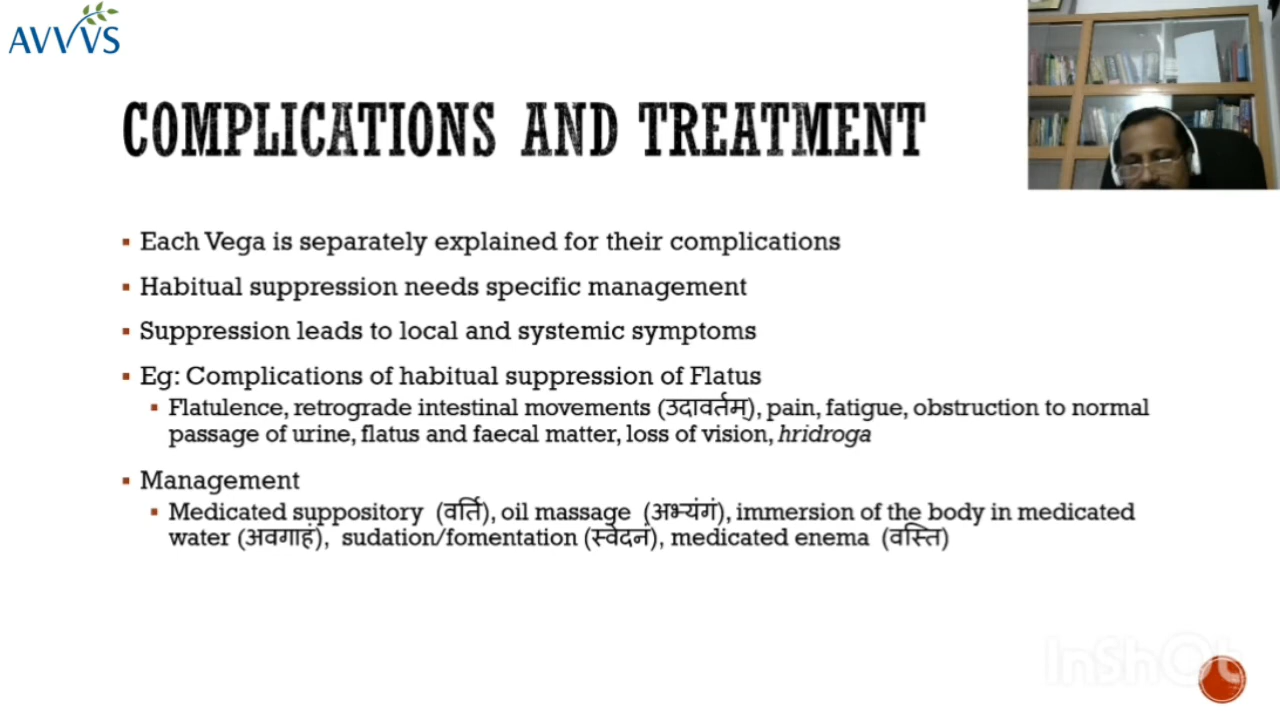 AVVVS
COMPLICATIONS AND TREATMENT
Each Vega is separately explained for their complications
Habitual suppression needs specific management
Suppression leads to local and systemic symptoms
Eg: Complications of habitual suppression of Flatus
Flatulence, retrograde intestinal movements (उदावर्तम), pain, fatigue, obstruction to normal
passage of urine, flatus and faecal matter, loss of vision, hridroga
Management
Medicated suppository (वर्ति), oil massage (अभ्यंगं), immersion of the body in medicated
water (अवगाहं), sudation/fomentation (स्वेदनं), medicated enema (वस्ति)
InShOt